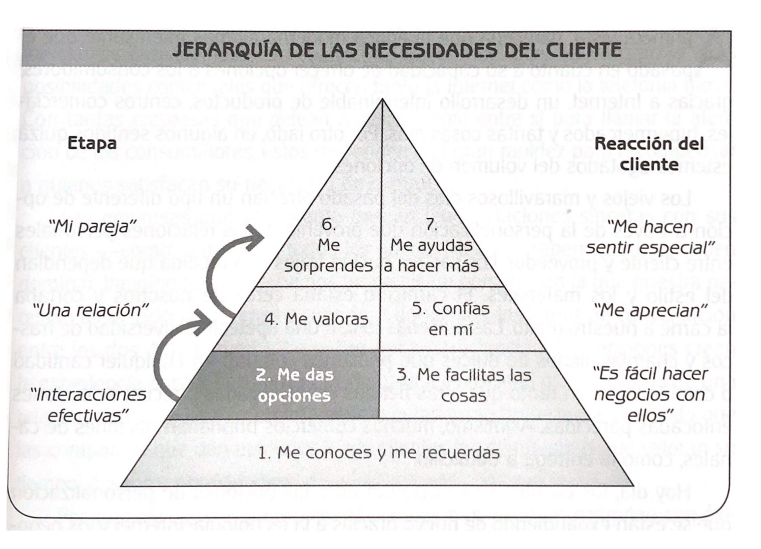 JERARQUÍA DE LAS NECESIDADES DEL CLIENTE
Etapa
Reacción del
cliente
"Mi pareja"
6.
Me
sorprendes
7.
Me ayudas
a hacer más
"Me hacen
sentir especial"
"Una relación"
4. Me valoras
5. Confías
en mí
"Me aprecian"
"Interacciones
efectivas"
2. Me das
opciones
3. Me facilitas las
cosas
"Es fácil hacer
negocios con
ellos"
1. Me conoces y me recuerdas